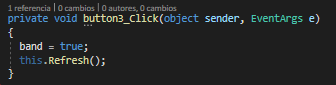 1 referencia | 0 cambios | 0 autores, 0 cambios
private void button3_Click(object sender, EventArgs e)
{
band = true;
this.Refresh();
}